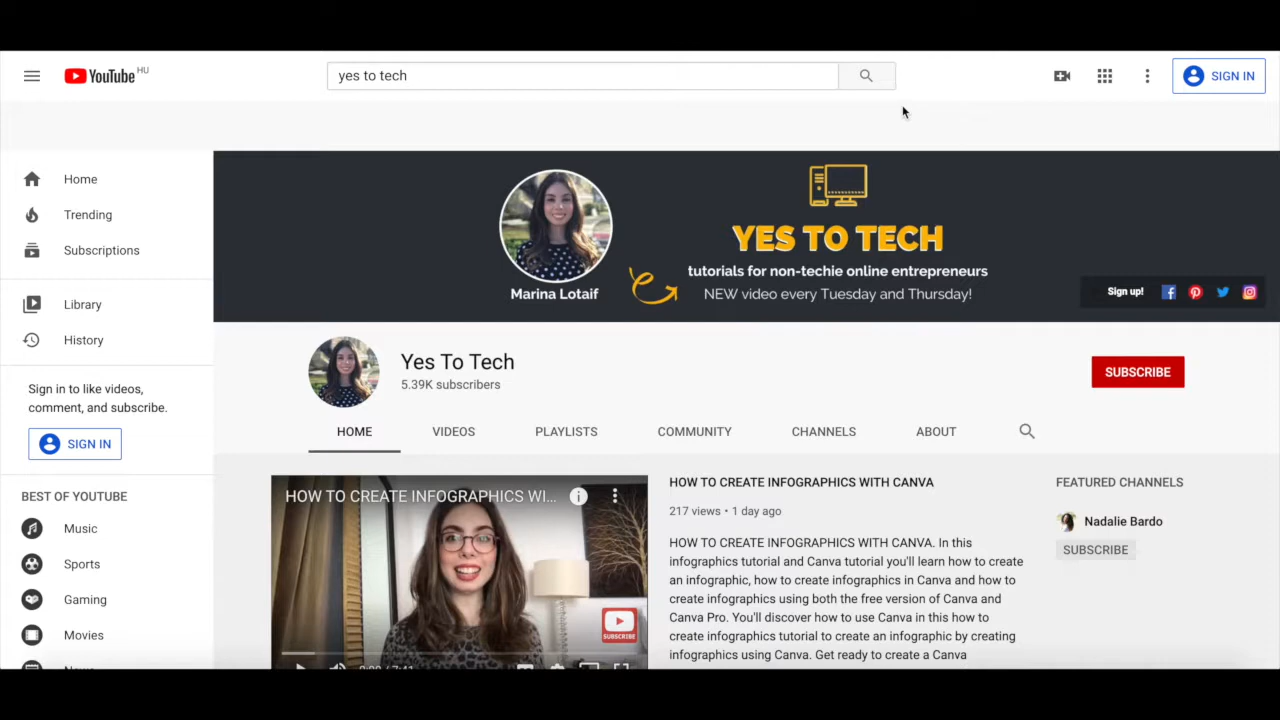 YouTube HU
yes to tech
SIGN IN
Home
Trending
Subscriptions
Library
History
Sign in to like videos,
comment, and subscribe.
SIGN IN
BEST OF YOUTUBE
Music
Sports
Gaming
Movies
Marina Lotaif
YES TO TECH
tutorials for non-techie online entrepreneurs
NEW video every Tuesday and Thursday!
Sign up!
Yes To Tech
5.39K subscribers
SUBSCRIBE
HOME VIDEOS PLAYLISTS COMMUNITY CHANNELS ABOUT
HOW TO CREATE INFOGRAPHICS WI...
SUBSCRIBE
HOW TO CREATE INFOGRAPHICS WITH CANVA
217 views • 1 day ago
HOW TO CREATE INFOGRAPHICS WITH CANVA. In this
infographics tutorial and Canva tutorial you'll learn how to create
an infographic, how to create infographics in Canva and how to
create infographics using both the free version of Canva and
Canva Pro. You'll discover how to use Canva in this how to
create infographics tutorial to create an infographic by creating
infographics using Canva. Get ready to create a Canva
FEATURED CHANNELS
Nadalie Bardo
SUBSCRIBE